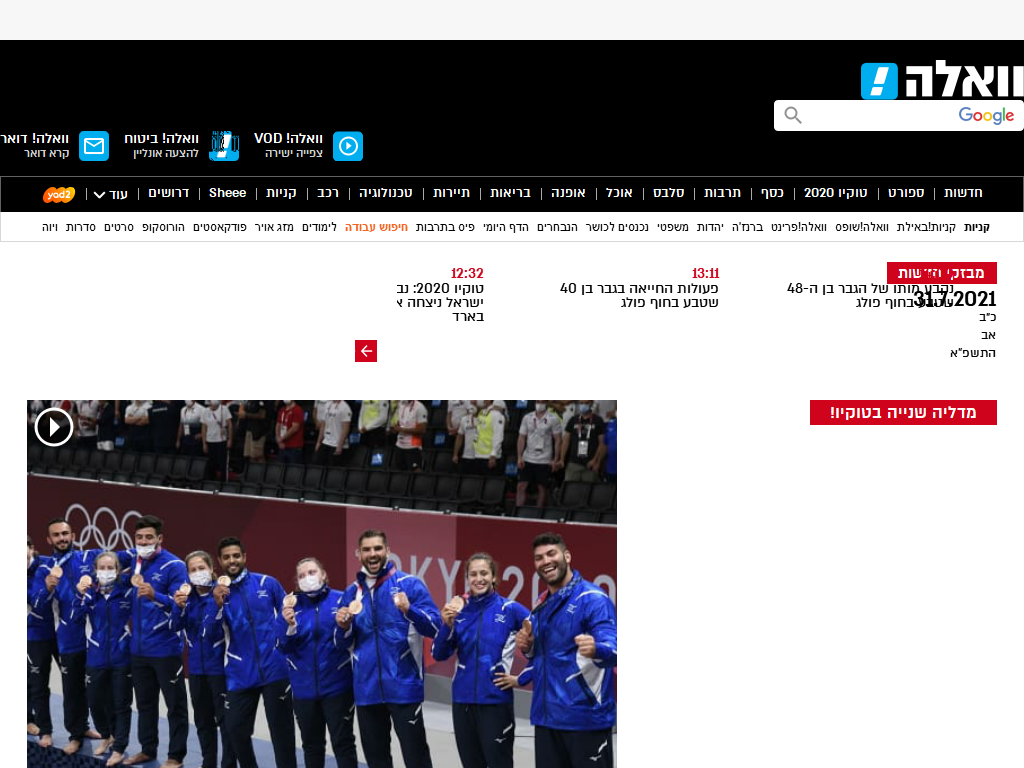 וואלה!
Google
וואלה! VOD
צפייה ישירה
וואלה! ביטוח
להצעה אונליין
וואלה! דואר
קרא דואר
חדשות
ספורט
טוקיו 2020
כסף
תרבות
סלבס
אוכל
אופנה
בריאות
תיירות
טכנולוגיה
רכב
קניות
Sheee
דרושים
עוד
yad2
קניות
קניות!באילת
וואלה!שופס
וואלה!פרינט
ברנז'ה
יהדות
משפטי
נכנסים לכושר
הנבחרים
הדף היומי
פיס בתרבות
חיפוש עבודה
לימודים
מזג אויר
פודקאסטים
הורוסקופ
סרטים
סדרות
ויוה
מבזקי חדשות
31.7.2021
כ"ב
אב
התשפ"א
נקבע מותו של הגבר בן ה-48
שטבע בחוף פולג
13:11
פעולות החייאה בגבר בן 40
שטבע בחוף פולג
12:32
טוקיו 2020: נב
ישראל ניצחה א
בארד
מדליה שנייה בטוקיו!